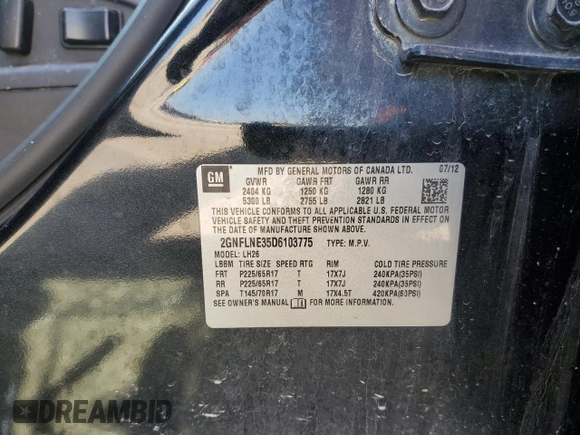 GM
MFD BY GENERAL MOTORS OF CANADA LTD. 07/12
GVWR GAWR FRT GAWR RR
2404 KG 1250 KG 1280 KG
5300 LB 2755 LB 2821 LB
THIS VEHICLE CONFORMS TO ALL APPLICABLE U.S. FEDERAL MOTOR
VEHICLE SAFETY AND THEFT PREVENTION STANDARDS IN EFFECT ON
THE DATE OF MANUFACTURE SHOWN ABOVE.
2GNFLNE35D6103775 TYPE: M.P.V.
MODEL: LH26
LBBM TIRE SIZE SPEED RTG RIM COLD TIRE PRESSURE
FRT P225/65R17 T 17X7J 240KPA(35PSI)
RR P225/65R17 T 17X7J 240KPA(35PSI)
SPA T145/70R17 M 17X4.5T 420KPA(60PSI)
SEE OWNER'S MANUAL FOR MORE INFORMATION.
DREAMBID